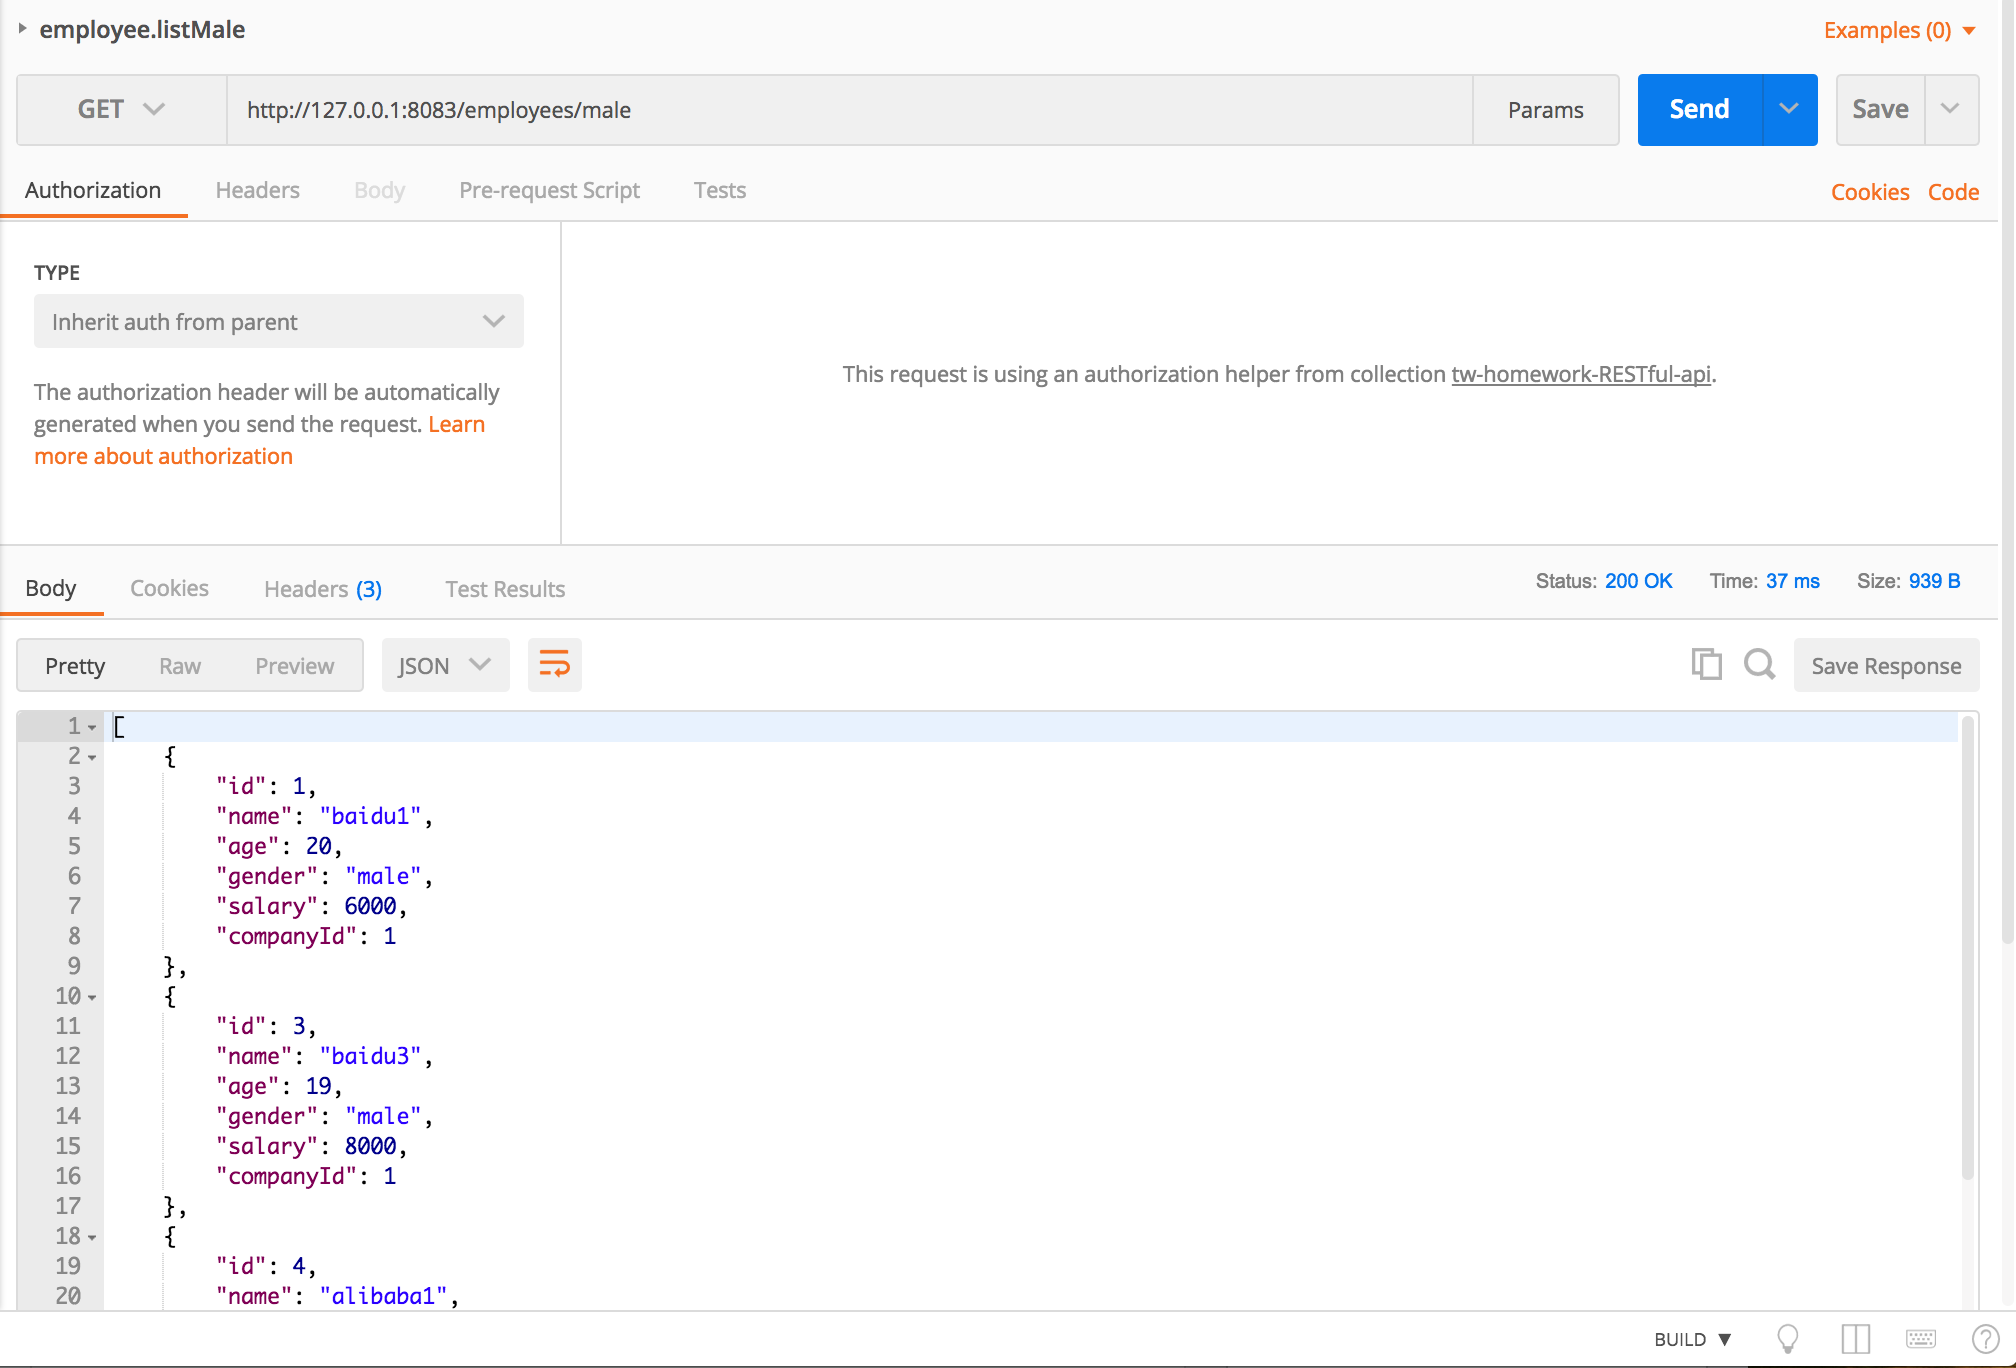 employee.listMale
Examples (0)
GET
http://127.0.0.1:8083/employees/male
Params
Send
Save
Authorization Headers Body Pre-request Script Tests
Cookies Code
TYPE
Inherit auth from parent
The authorization header will be automatically
generated when you send the request. Learn
more about authorization
This request is using an authorization helper from collection tw-homework-RESTful-api.
Body Cookies Headers (3) Test Results
Status: 200 OK Time: 37 ms Size: 939 B
Pretty Raw Preview JSON
Save Response
1 [
2 {
3 "id": 1,
4 "name": "baidu1",
5 "age": 20,
6 "gender": "male",
7 "salary": 6000,
8 "companyId": 1
9 },
10 {
11 "id": 3,
12 "name": "baidu3",
13 "age": 19,
14 "gender": "male",
15 "salary": 8000,
16 "companyId": 1
17 },
18 {
19 "id": 4,
20 "name": "alibaba1",
BUILD